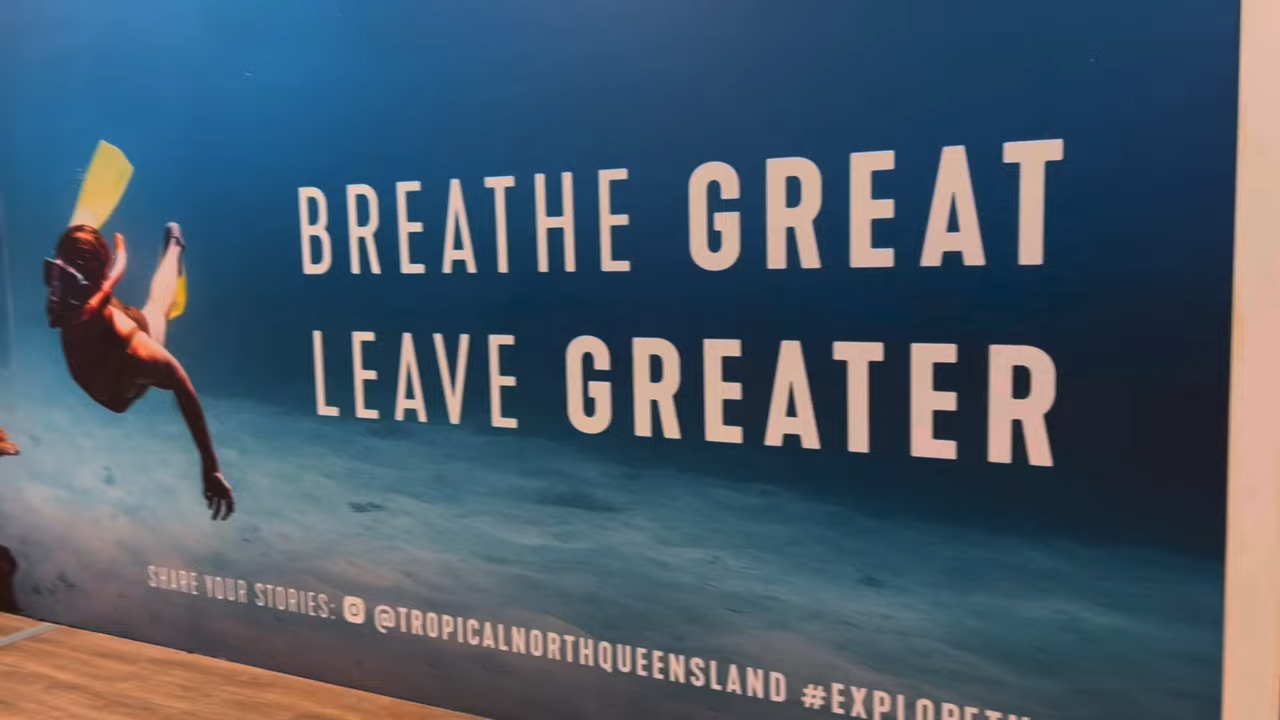 BREATHE GREAT
LEAVE GREATER
SHARE YOUR STORIES: @TROPICALNORTHQUEENSLAND